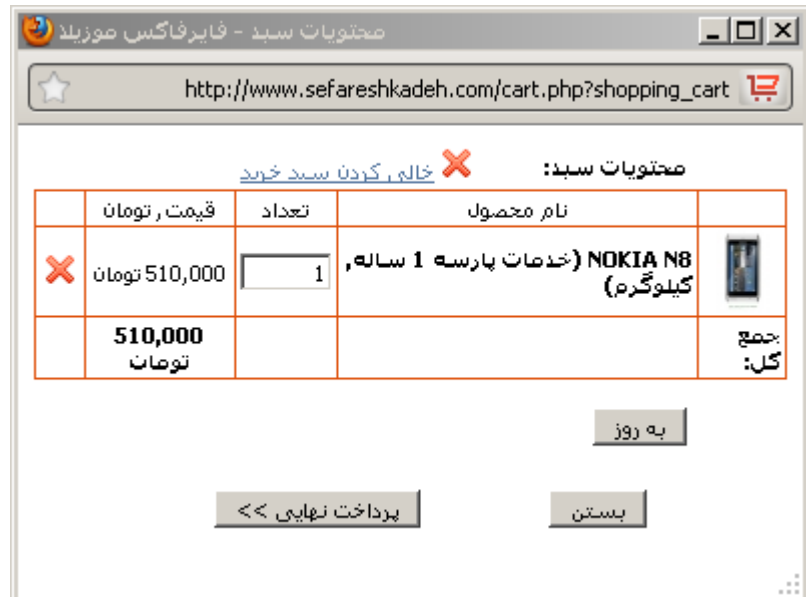 محتویات سبد - فایرفاکس موزیلا
http://www.sefareshkadeh.com/cart.php?shopping_cart
محتویات سبد:
خالی کردن سبد خرید
نام محصول
تعداد
قیمت, تومان
NOKIA N8 (خدمات پارسه 1 ساله,
کیلوگرم)
1
510,000 تومان
جمع
کل:
510,000
تومان
به روز
بستن
پرداخت نهایی >>